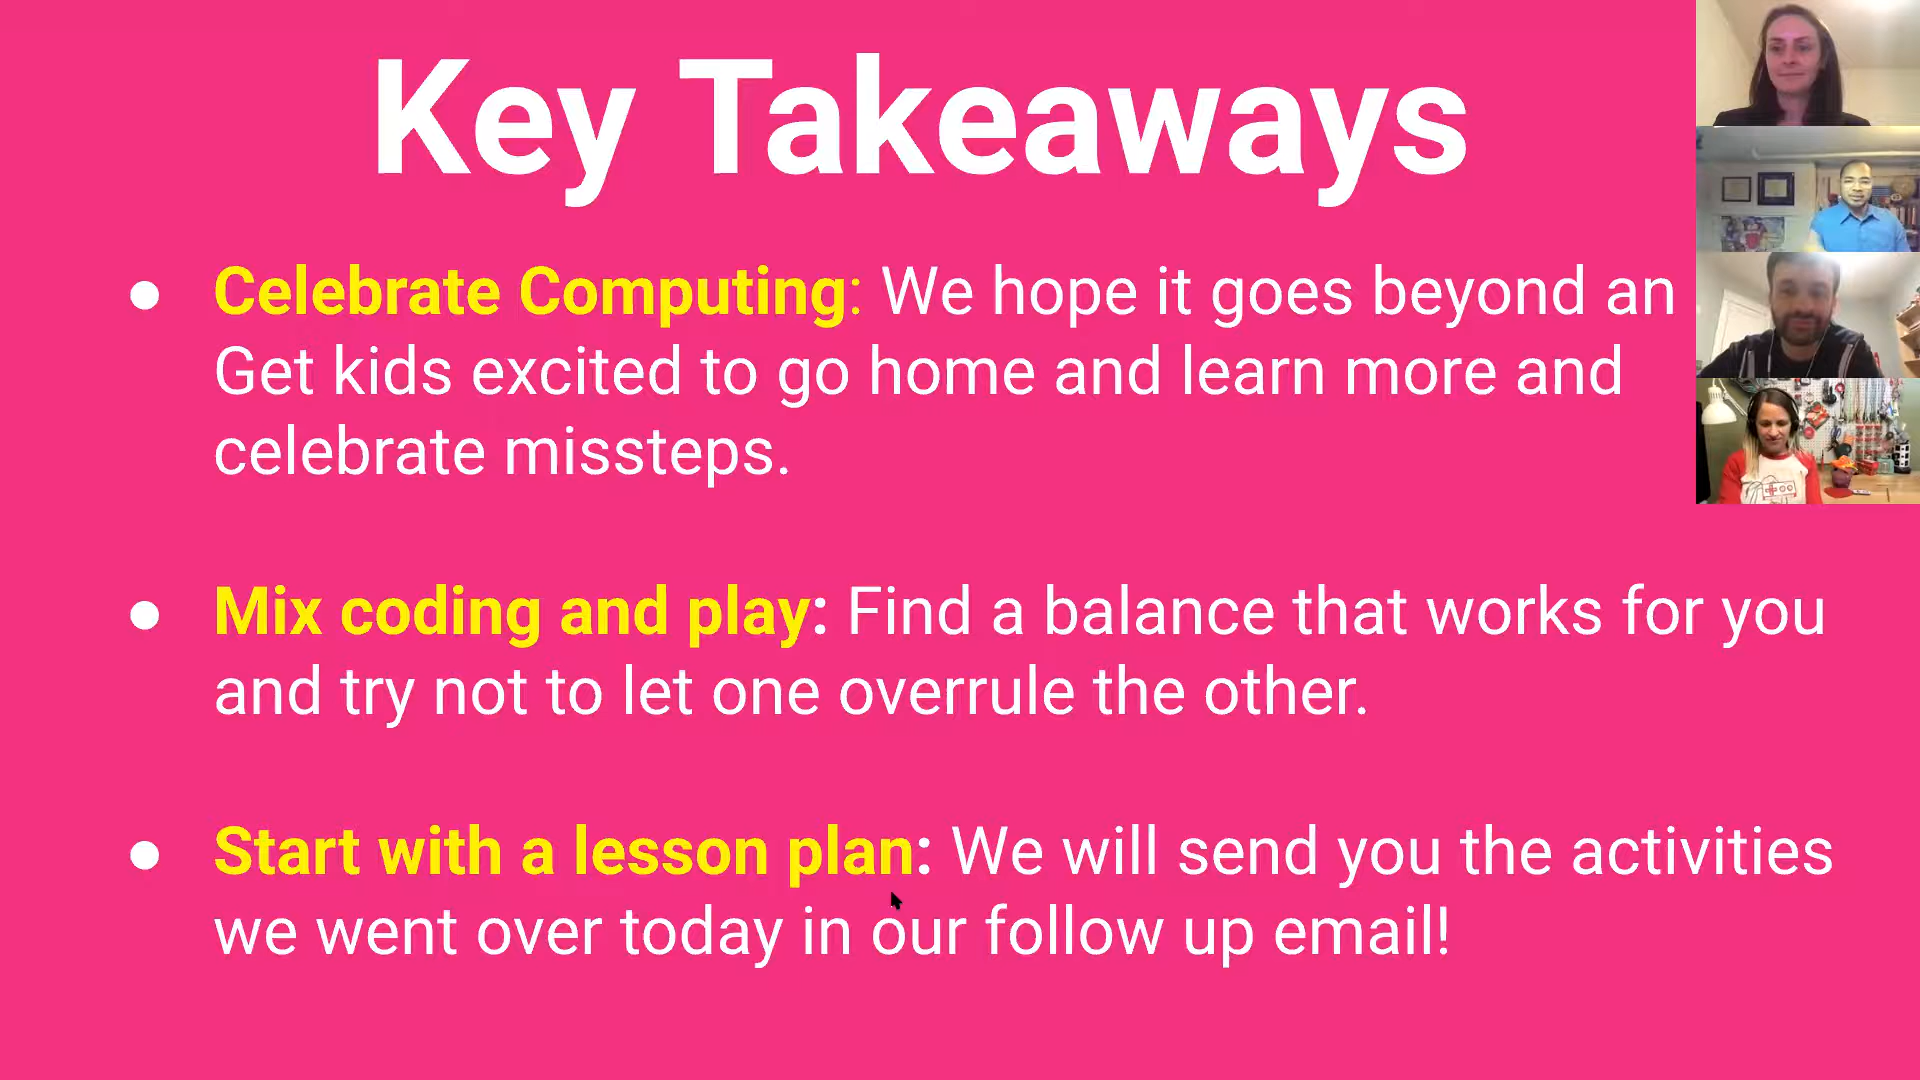 Key Takeaways
● Celebrate Computing: We hope it goes beyond an
Get kids excited to go home and learn more and
celebrate missteps.
● Mix coding and play: Find a balance that works for you
and try not to let one overrule the other.
● Start with a lesson plan: We will send you the activities
we went over today in our follow up email!